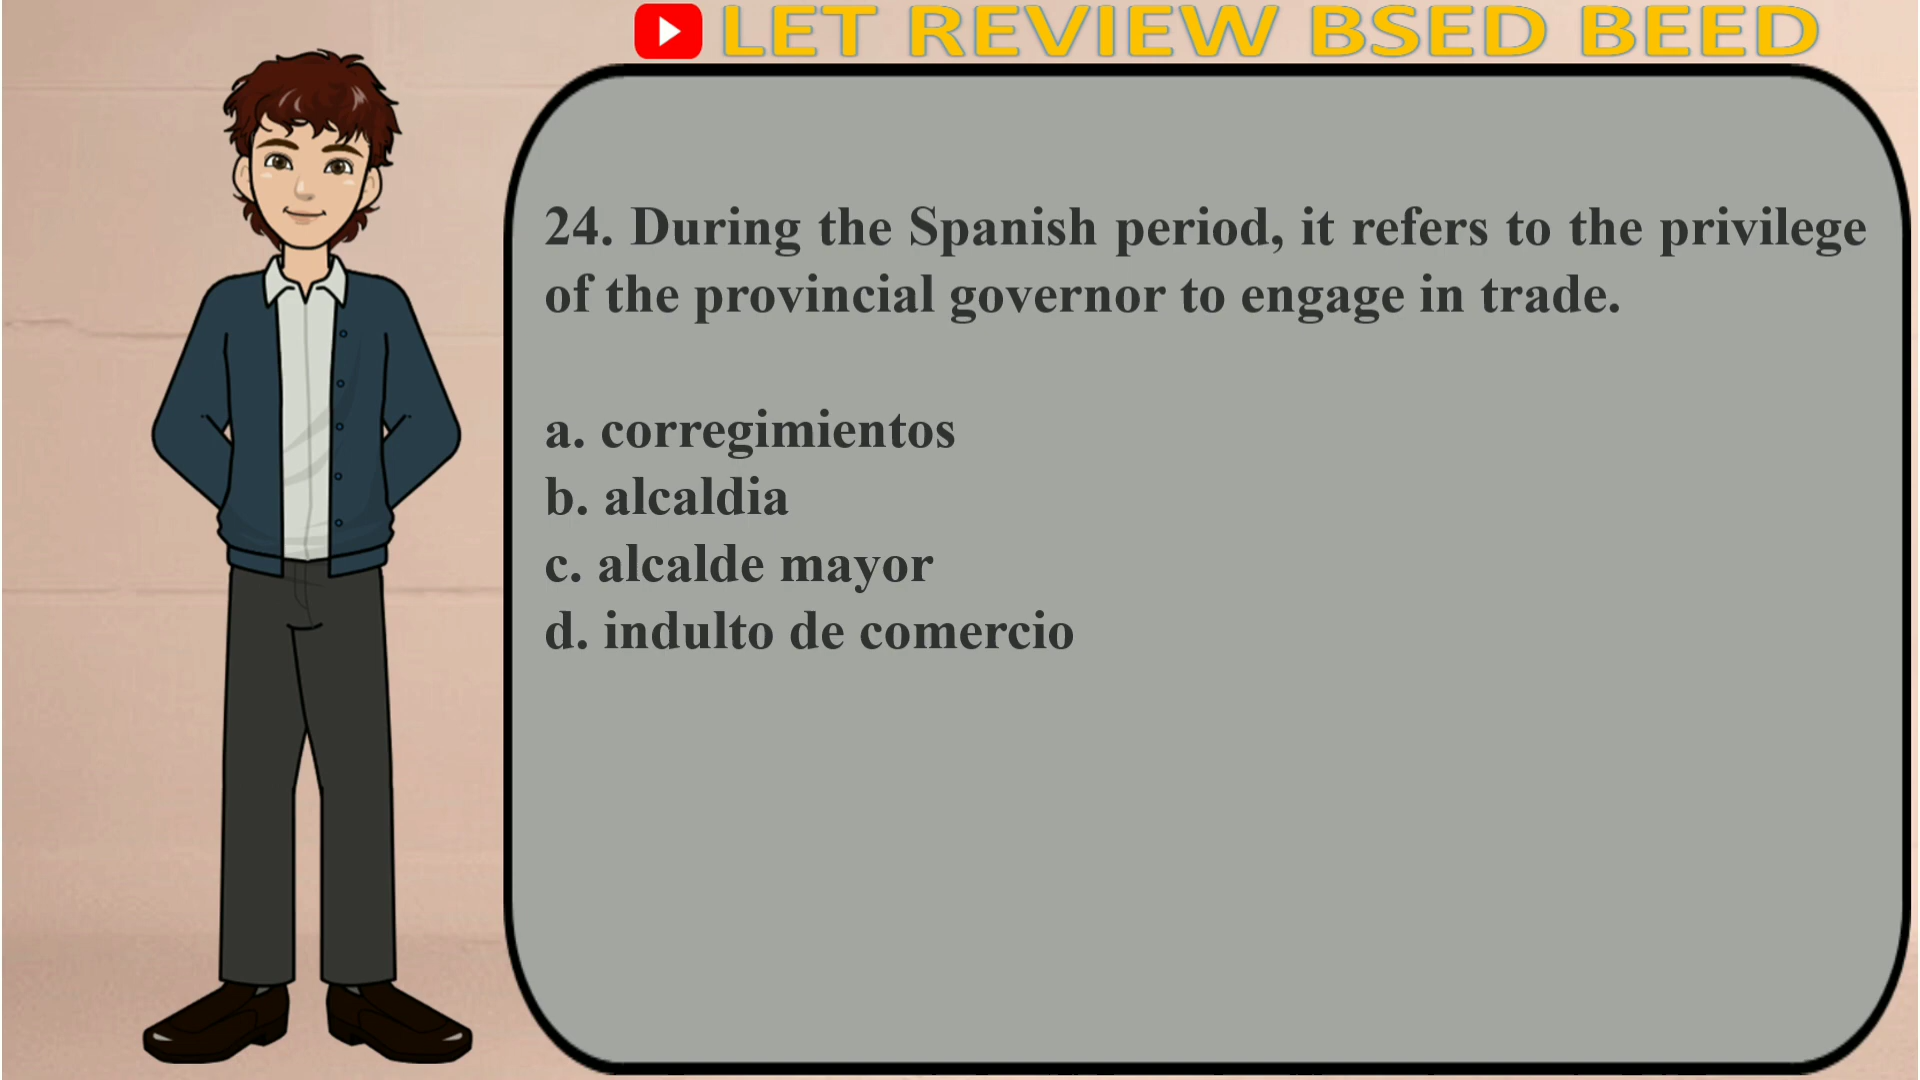 LET REVIEW BSED BEED
24. During the Spanish period, it refers to the privilege
of the provincial governor to engage in trade.
a. corregimientos
b. alcaldia
c. alcalde mayor
d. indulto de comercio